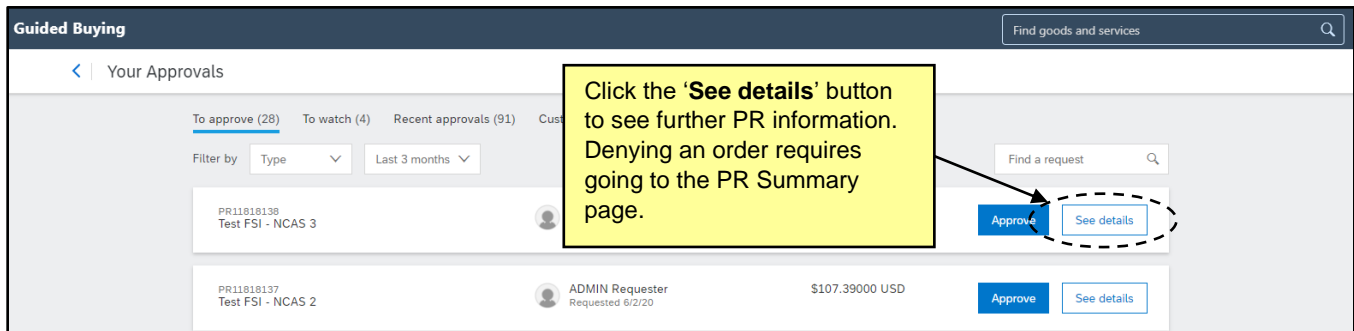 Guided Buying
Find goods and services
Your Approvals
To approve (28) To watch (4) Recent approvals (91)
Click the ‘See details’ button
to see further PR information.
Denying an order requires
going to the PR Summary
page.
Filter by Type Last 3 months
Find a request
PR11818138
Test FSI - NCAS 3
Approve See details
PR11818137
Test FSI - NCAS 2
ADMIN Requester
Requested 6/2/20
$107.39000 USD
Approve See details